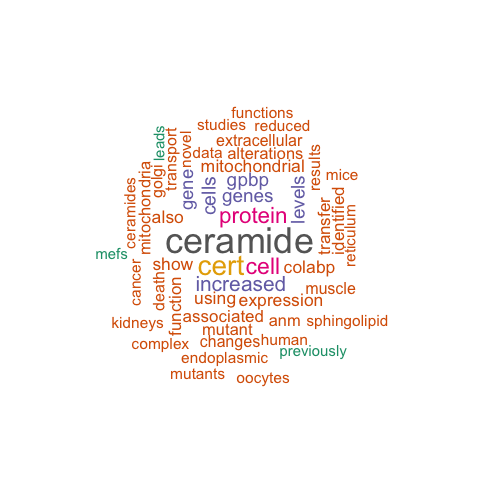 functions
studies reduced
extracellular
data alterations
mitochondrial
leads
transport
novel
golgi
gene
cells
gpbp
genes
levels
results
mice
ceramides
mitochondria
also
protein
transfer
identified
reticulum
ceramide
mefs
show
cert
cell
colabp
cancer
death
function
increased
muscle
using
expression
kidneys
associated
anm
sphingolipid
mutant
complex
changes
human
previously
endoplasmic
mutants
oocytes